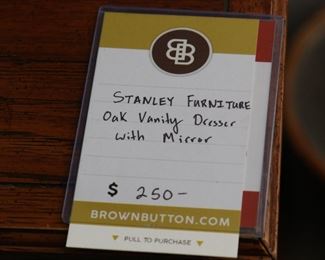 BB
STANLEY FURNITURE
Oak Vanity Dresser
with Mirror
$ 250-
BROWNBUTTON.COM
PULL TO PURCHASE